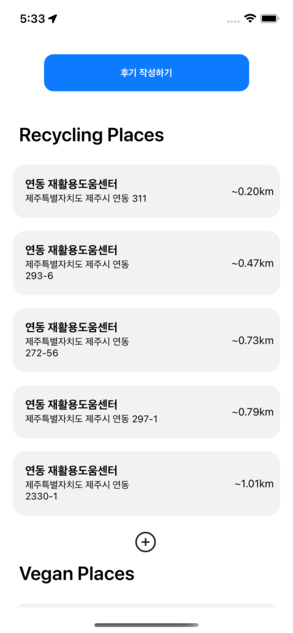 5:33
후기 작성하기
Recycling Places
연동 재활용도움센터
제주특별자치도 제주시 연동 311
~0.20km
연동 재활용도움센터
제주특별자치도 제주시 연동
293-6
~0.47km
연동 재활용도움센터
제주특별자치도 제주시 연동
272-56
~0.73km
연동 재활용도움센터
제주특별자치도 제주시 연동 297-1
~0.79km
연동 재활용도움센터
제주특별자치도 제주시 연동
2330-1
~1.01km
Vegan Places